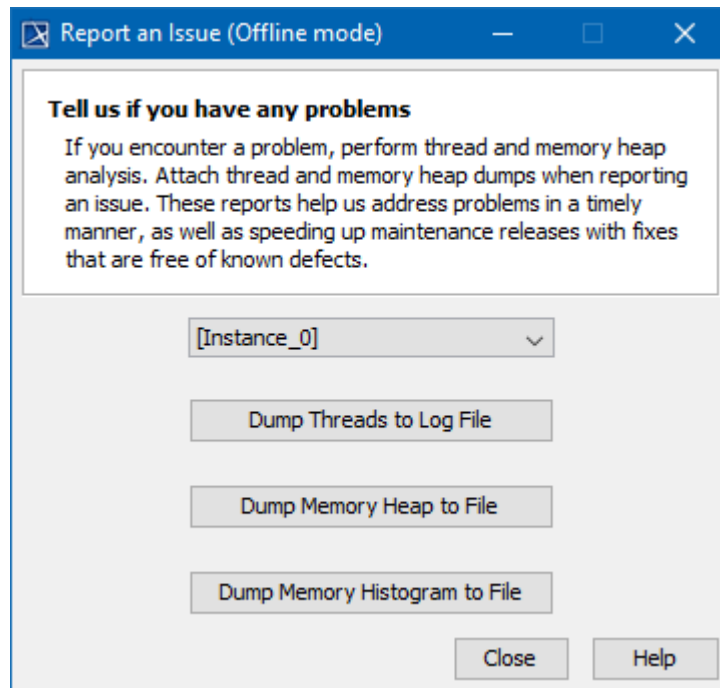 Report an Issue (Offline mode)
Tell us if you have any problems
If you encounter a problem, perform thread and memory heap
analysis. Attach thread and memory heap dumps when reporting
an issue. These reports help us address problems in a timely
manner, as well as speeding up maintenance releases with fixes
that are free of known defects.
[Instance_0]
Dump Threads to Log File
Dump Memory Heap to File
Dump Memory Histogram to File
Close Help